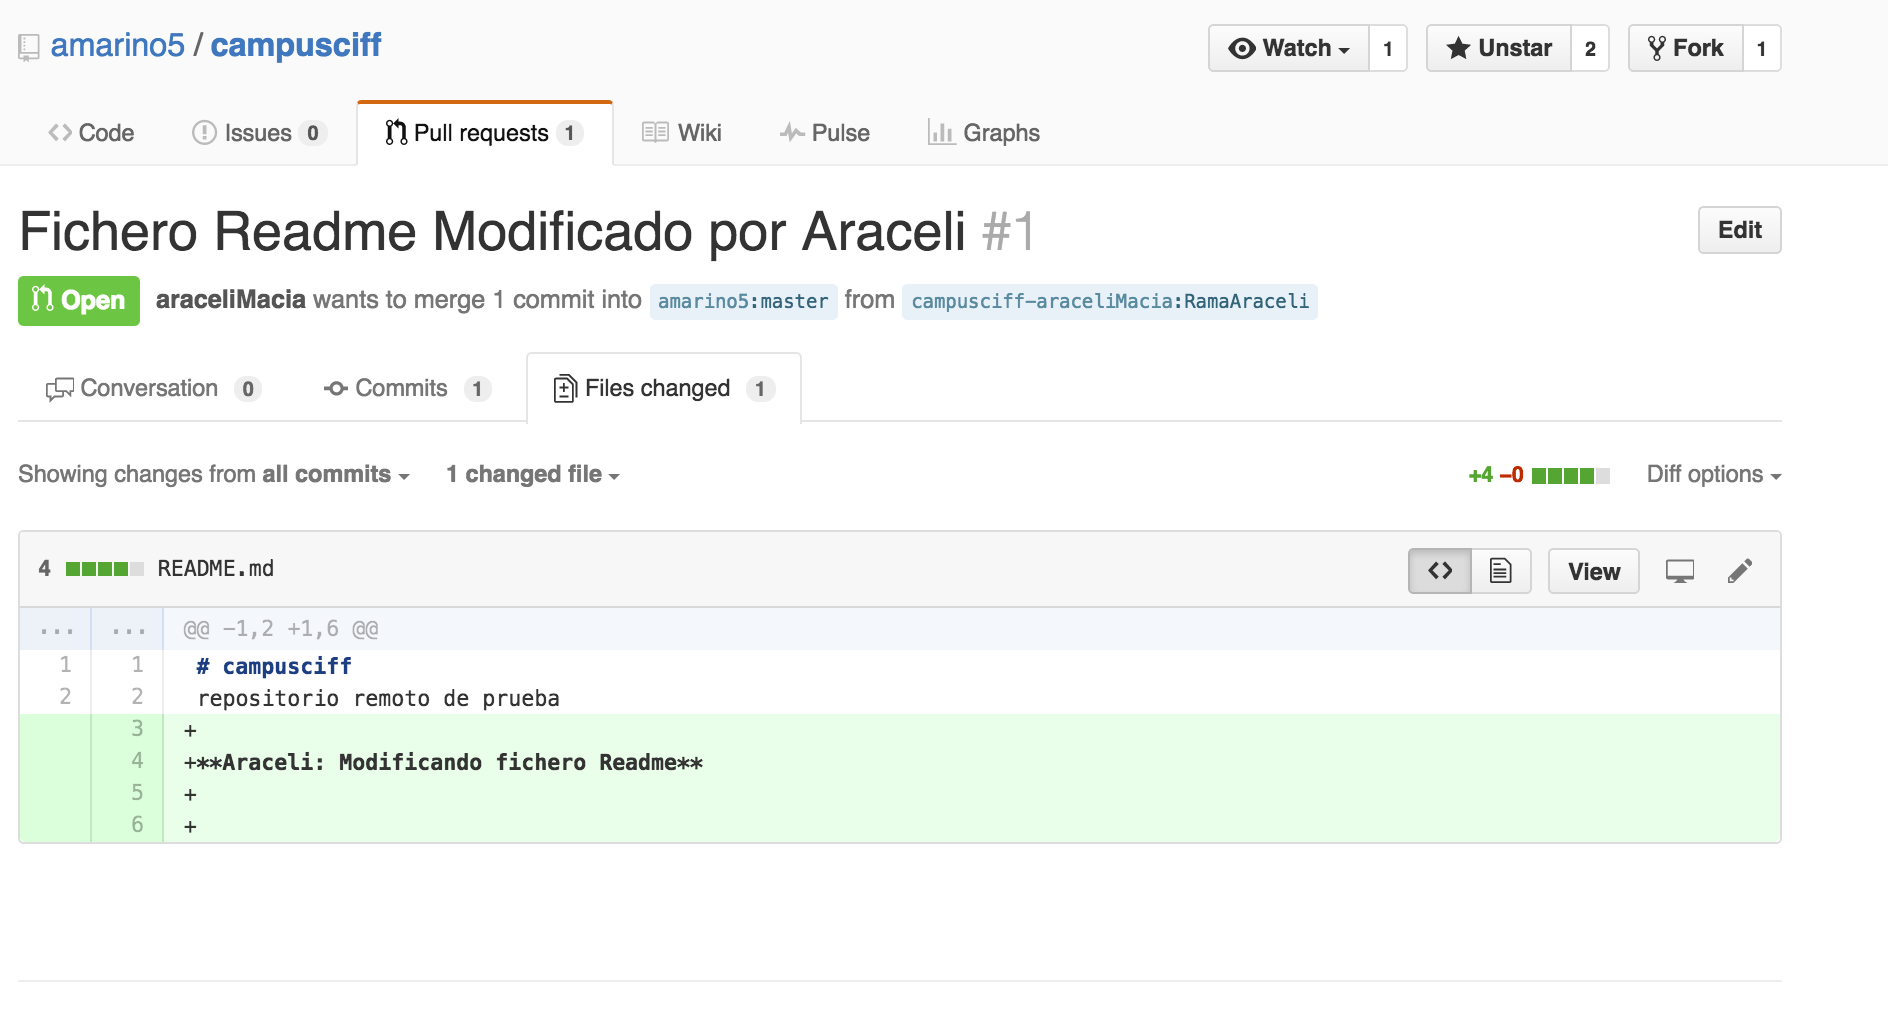 amarino5 / campusciff
Watch 1 Unstar 2 Fork 1
Code Issues 0 Pull requests 1 Wiki Pulse Graphs
Fichero Readme Modificado por Araceli #1
Edit
Open araceliMacia wants to merge 1 commit into amarino5:master from campusciff-araceliMacia:RamaAraceli
Conversation 0 Commits 1 Files changed 1
Showing changes from all commits 1 changed file +4 −0 Diff options
4 README.md View
... ... @@ -1,2 +1,6 @@
1 1 # campusciff
2 2 repositorio remoto de prueba
3 +
4 +**Araceli: Modificando fichero Readme**
5 +
6 +